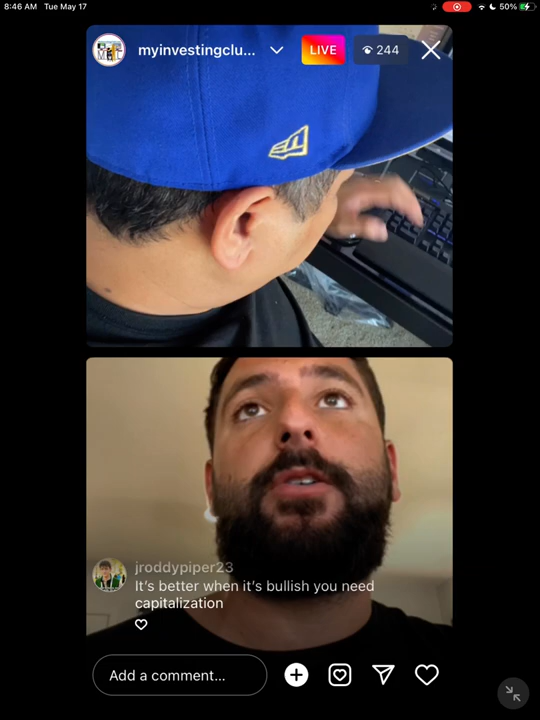 8:46 AM Tue May 17
50%
myinvestingclu...
LIVE
244
jroddypiper23
It's better when it's bullish you need
capitalization
Add a comment...